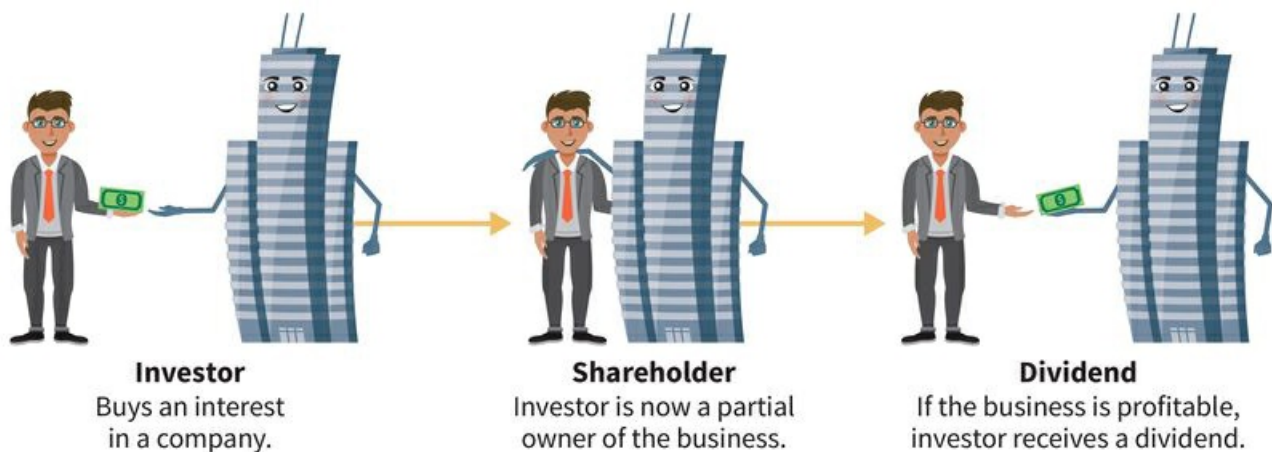 Investor
Buys an interest
in a company.
Shareholder
Investor is now a partial
owner of the business.
Dividend
If the business is profitable,
investor receives a dividend.
$
$